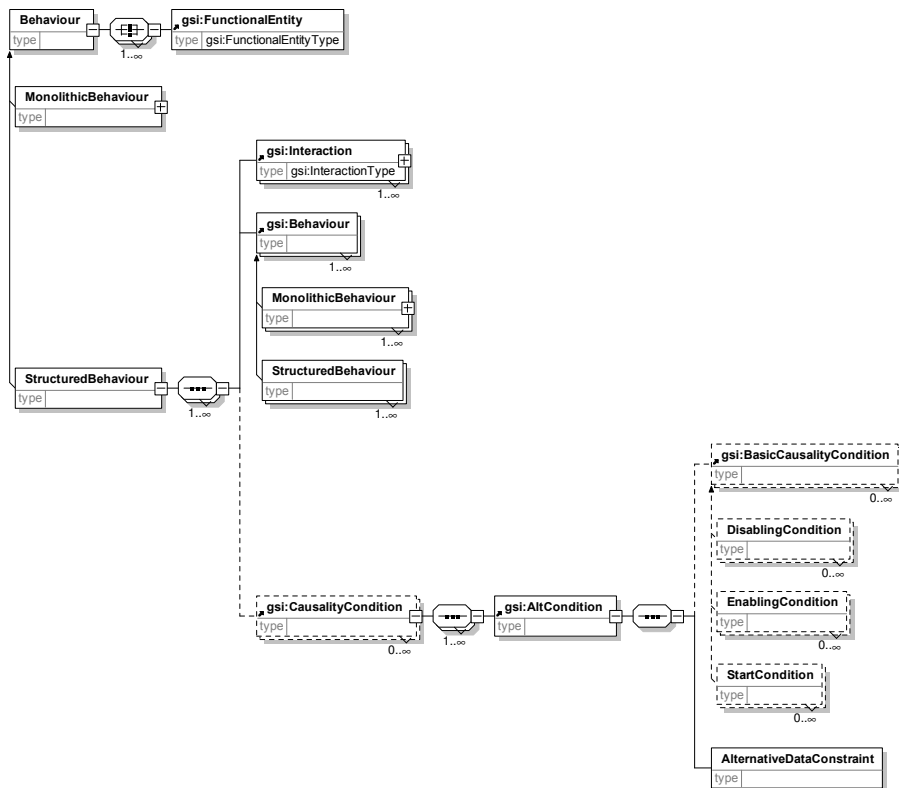 Behaviour
type
gsi:FunctionalEntity
type gsi:FunctionalEntityType
1..∞
MonolithicBehaviour
type
gsi:Interaction
type gsi:InteractionType
1..∞
gsi:Behaviour
type
1..∞
MonolithicBehaviour
type
1..∞
StructuredBehaviour
type
1..∞
StructuredBehaviour
type
1..∞
gsi:BasicCausalityCondition
type
0..∞
DisablingCondition
type
0..∞
gsi:CausalityCondition
type
0..∞
1..∞
gsi:AltCondition
type
EnablingCondition
type
0..∞
StartCondition
type
0..∞
AlternativeDataConstraint
type